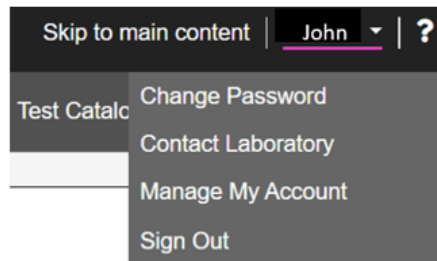 Skip to main content | John | ?
Test Catalo
Change Password
Contact Laboratory
Manage My Account
Sign Out